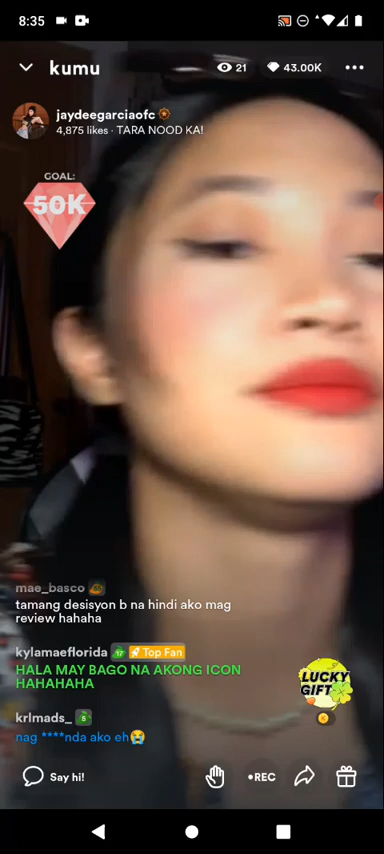 8:35
kumu
21
43.00K
jaydeegarciaofc
4,875 likes · TARA NOOD KA!
GOAL:
50K
mae_basco
tamang desisyon b na hindi ako mag
review hahaha
kylamaeflorida Top Fan
HALA MAY BAGO NA AKONG ICON
HAHAHAHA
LUCKY
GIFT
krlmads_ 5
nag ****nda ako eh😭
Say hi!
•REC